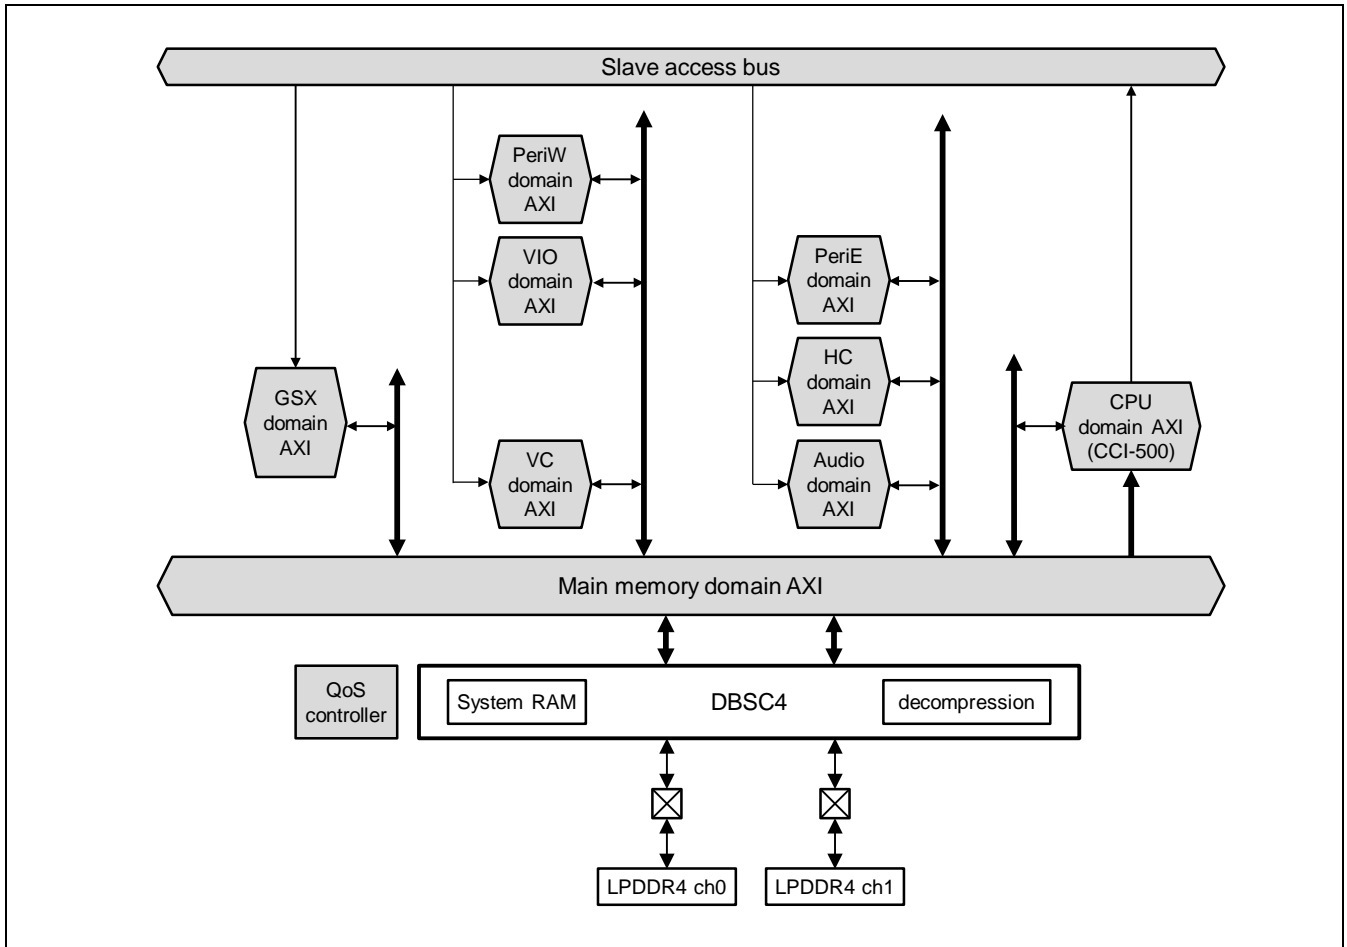 Slave access bus
PeriW
domain
AXI
VIO
domain
AXI
PeriE
domain
AXI
HC
domain
AXI
GSX
domain
AXI
CPU
domain AXI
(CCI-500)
VC
domain
AXI
Audio
domain
AXI
Main memory domain AXI
QoS
controller
System RAM
DBSC4
decompression
LPDDR4 ch0
LPDDR4 ch1